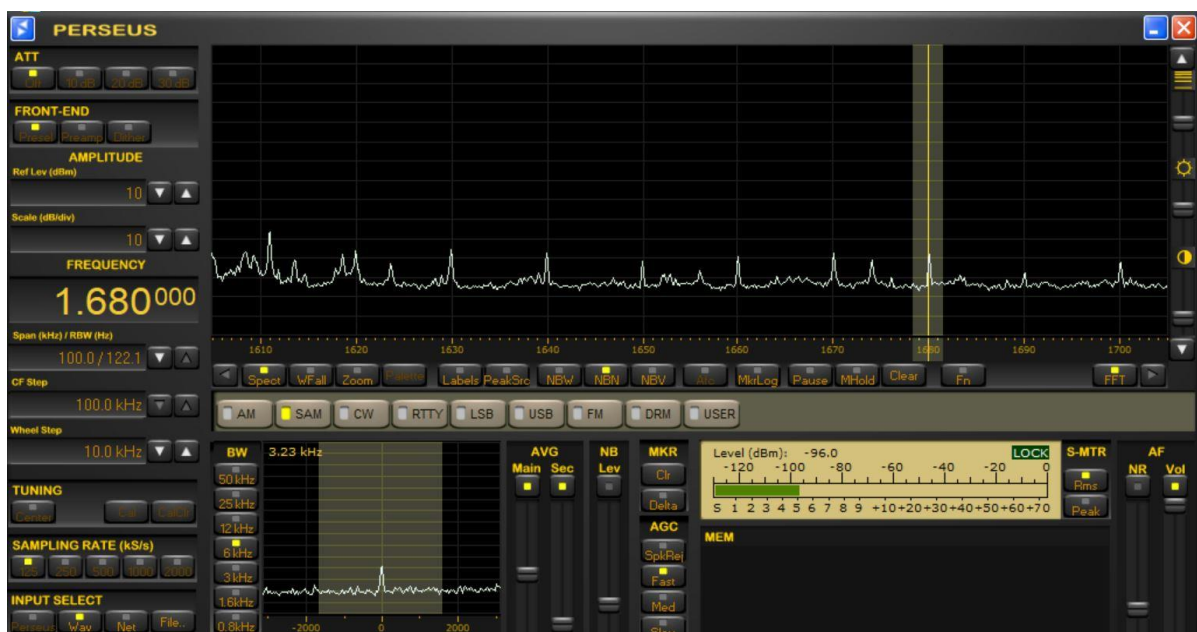 PERSEUS
ATT
Off 10 dB 20 dB 30 dB
FRONT-END
Presel Preamp Dither
AMPLITUDE
Ref Lev (dBm)
10
Scale (dB/div)
10
FREQUENCY
1.680000
Span (kHz) / RBW (Hz)
100.0 / 122.1
CF Step
100.0 kHz
Wheel Step
10.0 kHz
TUNING
Center Cal CalClr
SAMPLING RATE (kS/s)
125 250 500 1000 2000
INPUT SELECT
Perseus Wav Net File..
1610 1620 1630 1640 1650 1660 1670 1680 1690 1700
Spect WFall Zoom Palette Labels PeakSrc NBW NBN NBV Afc MkrLog Pause MHold Clear Fn FFT
AM SAM CW RTTY LSB USB FM DRM USER
BW
50 kHz
25 kHz
12 kHz
6 kHz
3 kHz
1.6kHz
0.8kHz
3.23 kHz
-2000 0 2000
AVG
Main Sec
NB
Lev
MKR
Clr
Delta
AGC
SpkRej
Fast
Med
Slow
Level (dBm): -96.0 LOCK
-120 -100 -80 -60 -40 -20 0
S 1 2 3 4 5 6 7 8 9 +10+20+30+40+50+60+70
S-MTR
Rms
Peak
AF
NR Vol
MEM